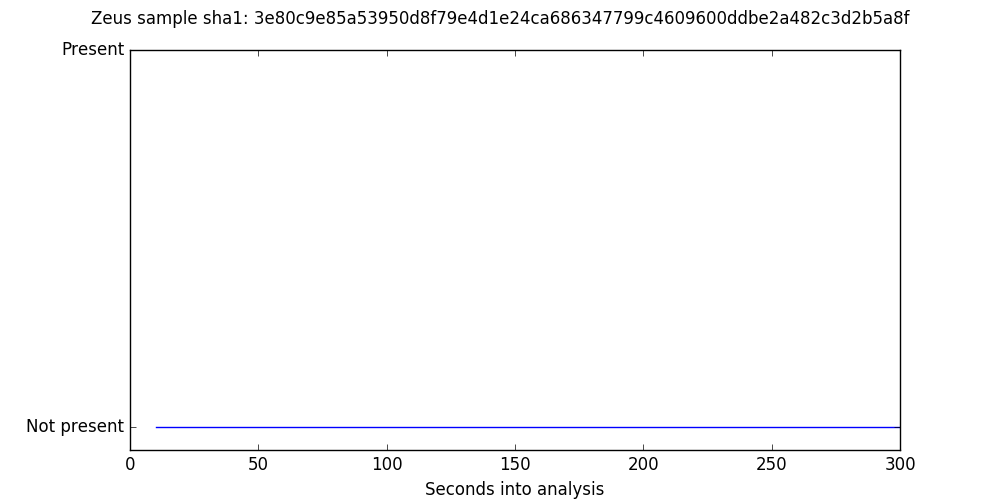 Zeus sample sha1: 3e80c9e85a53950d8f79e4d1e24ca686347799c4609600ddbe2a482c3d2b5a8f
Present
Not present
0 50 100 150 200 250 300
Seconds into analysis